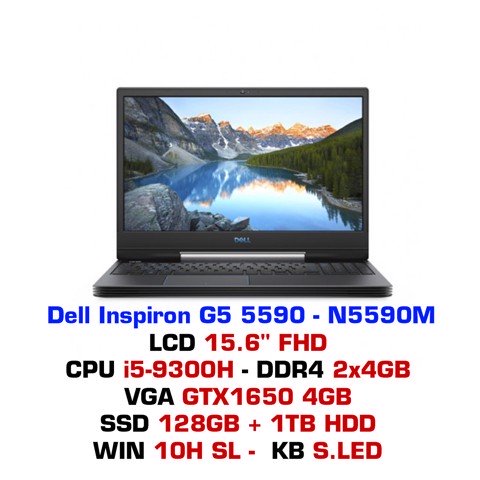 DELL
Dell Inspiron G5 5590 - N5590M
LCD 15.6" FHD
CPU i5-9300H - DDR4 2x4GB
VGA GTX1650 4GB
SSD 128GB + 1TB HDD
WIN 10H SL - KB S.LED